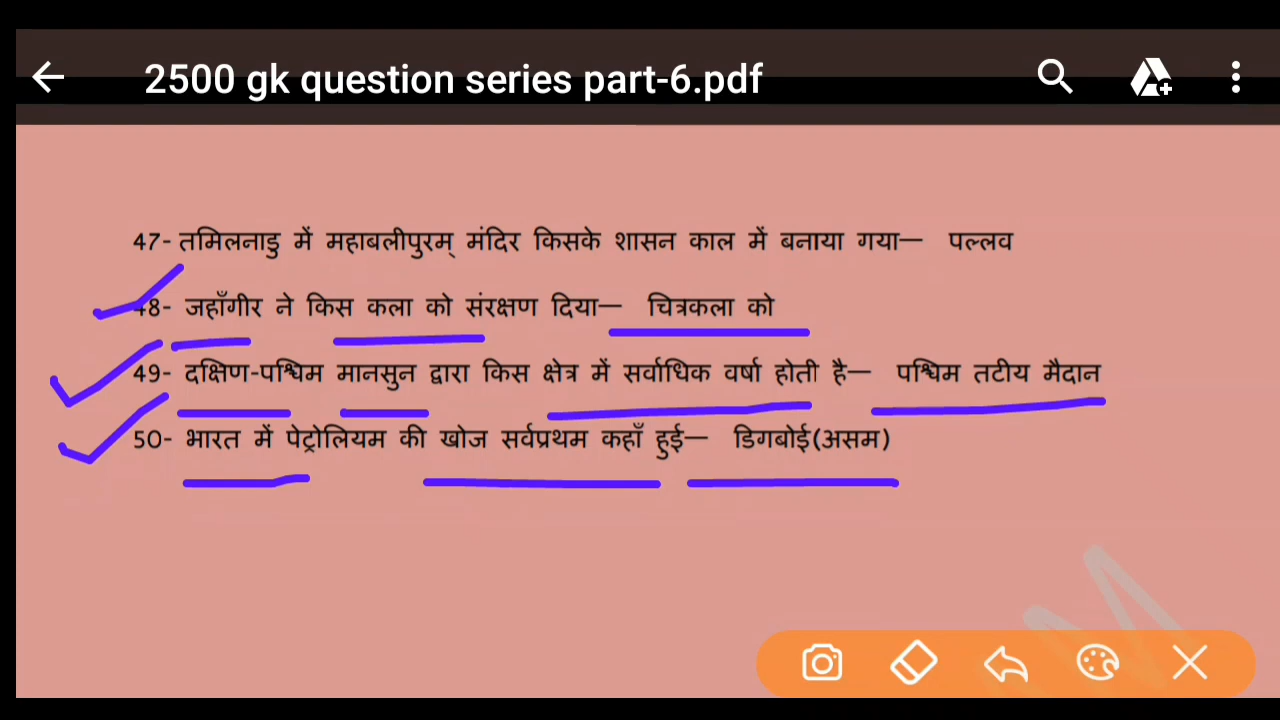 2500 gk question series part-6.pdf
47- तमिलनाडु में महाबलीपुरम् मंदिर किसके शासन काल में बनाया गया— पल्लव
48- जहाँगीर ने किस कला को संरक्षण दिया— चित्रकला को
49- दक्षिण-पश्चिम मानसुन द्वारा किस क्षेत्र में सर्वाधिक वर्षा होती है— पश्चिम तटीय मैदान
50- भारत में पेट्रोलियम की खोज सर्वप्रथम कहाँ हुई— डिगबोई(असम)